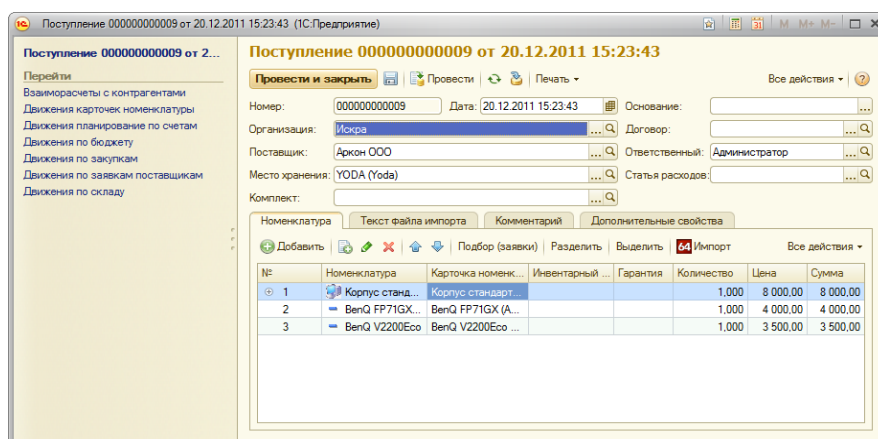 Поступление 000000000009 от 20.12.2011 15:23:43 (1С:Предприятие)
M M+ M-
Поступление 000000000009 от 2...
Перейти
Взаиморасчеты с контрагентами
Движения карточек номенклатуры
Движения планирование по счетам
Движения по бюджету
Движения по закупкам
Движения по заявкам поставщикам
Движения по складу
Поступление 000000000009 от 20.12.2011 15:23:43
Провести и закрыть Провести Печать Все действия
Номер: 000000000009 Дата: 20.12.2011 15:23:43 Основание:
Организация: Искра Договор:
Поставщик: Аркон ООО Ответственный: Администратор
Место хранения: YODA (Yoda) Статья расходов:
Комплект:
Номенклатура Текст файла импорта Комментарий Дополнительные свойства
Добавить Подбор (заявки) Разделить Выделить 64 Импорт Все действия
№ Номенклатура Карточка номенк... Инвентарный ... Гарантия Количество Цена Сумма
1 Корпус станд... Корпус стандарт... 1,000 8 000,00 8 000,00
2 BenQ FP71GX... BenQ FP71GX (A... 1,000 4 000,00 4 000,00
3 BenQ V2200Eco BenQ V2200Eco ... 1,000 3 500,00 3 500,00